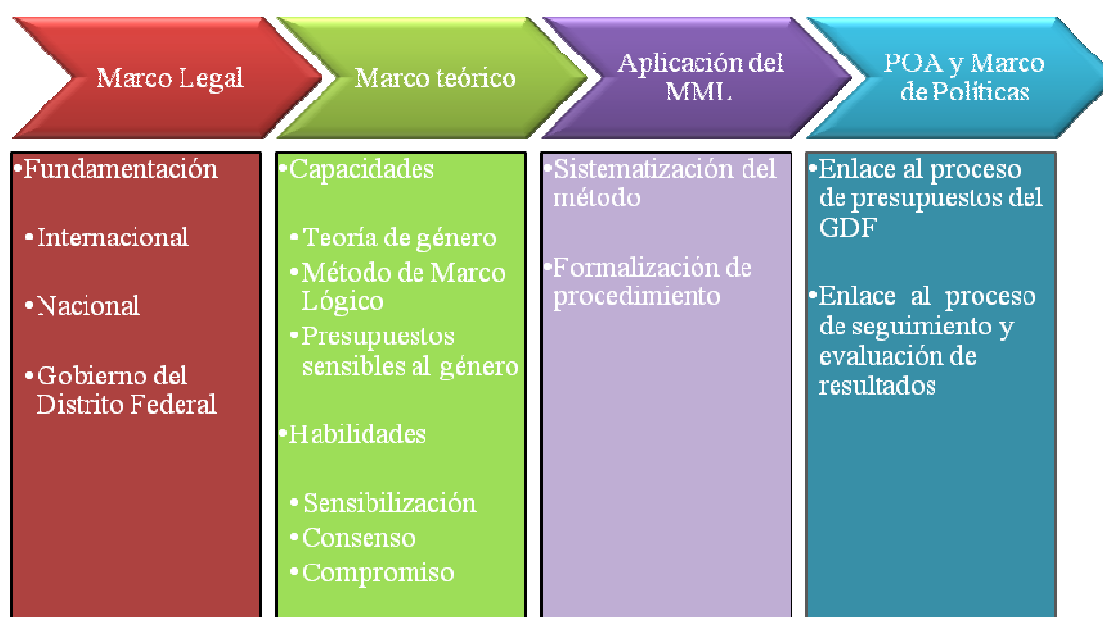 Marco Legal
•Fundamentación
•Internacional
•Nacional
•Gobierno del
Distrito Federal
Marco teórico
•Capacidades
•Teoría de género
•Método de Marco
Lógico
•Presupuestos
sensibles al género
•Habilidades
•Sensibilización
•Consenso
•Compromiso
Aplicación del
MML
•Sistematización del
método
•Formalización de
procedimiento
POA y Marco
de Políticas
•Enlace al proceso
de presupuestos del
GDF
•Enlace al proceso
de seguimiento y
evaluación de
resultados